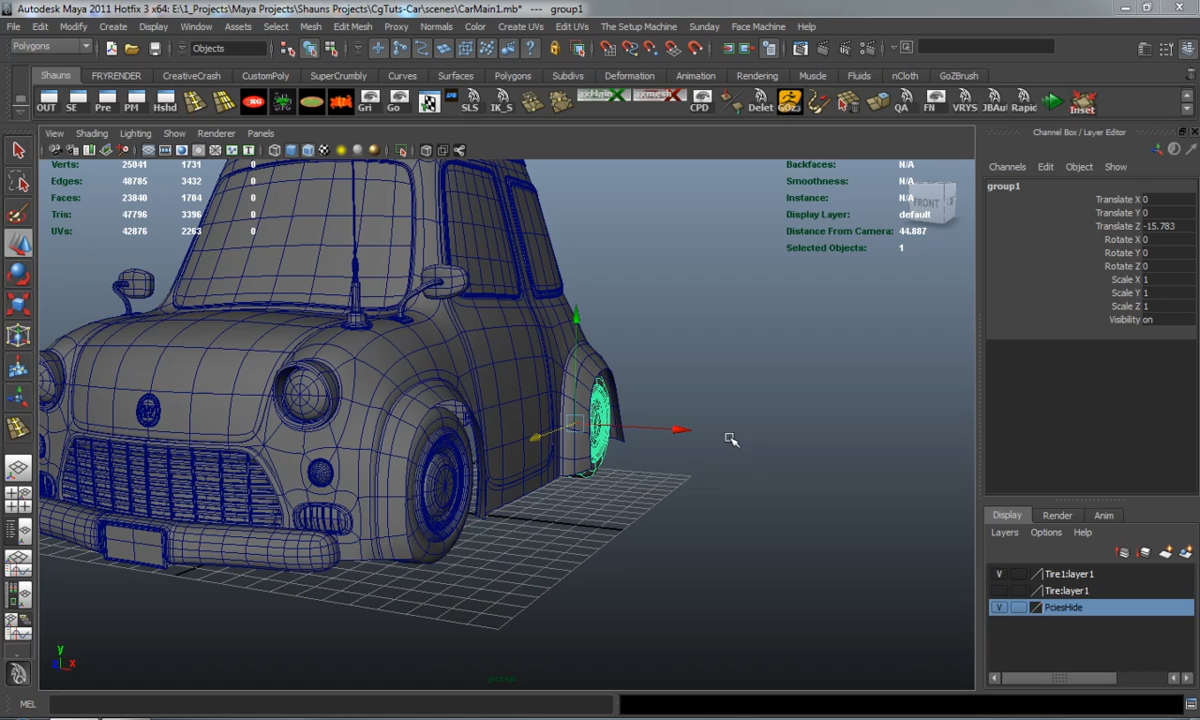 Autodesk Maya 2011 Hotfix 3 x64: E:\1_Projects\Maya Projects\Shauns Projects\CgTuts-Car\scenes\CarMain1.mb* --- group1
File Edit Modify Create Display Window Assets Select Mesh Edit Mesh Proxy Normals Color Create UVs Edit UVs The Setup Machine Sunday Face Machine Help
Polygons Objects
Shauns FRYRENDER CreativeCrash CustomPoly SuperCrumbly Curves Surfaces Polygons Subdivs Deformation Animation Rendering Muscle Fluids nCloth GoZBrush
OUT SE Pre PM Hshd Gri Go SLS IK_S axMain axmesh CPD Delet GOz QA FN VRYS JBAu Rapic Inset
View Shading Lighting Show Renderer Panels
Channel Box / Layer Editor
Channels Edit Object Show
Verts: 25041 1731 0
Edges: 48785 3432 0
Faces: 23840 1704 0
Tris: 47796 3396 0
UVs: 42876 2263 0
Backfaces: N/A
Smoothness: N/A
Instance: N/A
Display Layer: default
Distance From Camera: 44.887
Selected Objects: 1
FRONT
group1
Translate X 0
Translate Y 0
Translate Z -15.783
Rotate X 0
Rotate Y 0
Rotate Z 0
Scale X 1
Scale Y 1
Scale Z 1
Visibility on
Display Render Anim
Layers Options Help
V Tire1:layer1
Tire:layer1
V PciesHide
y
z x
persp
MEL